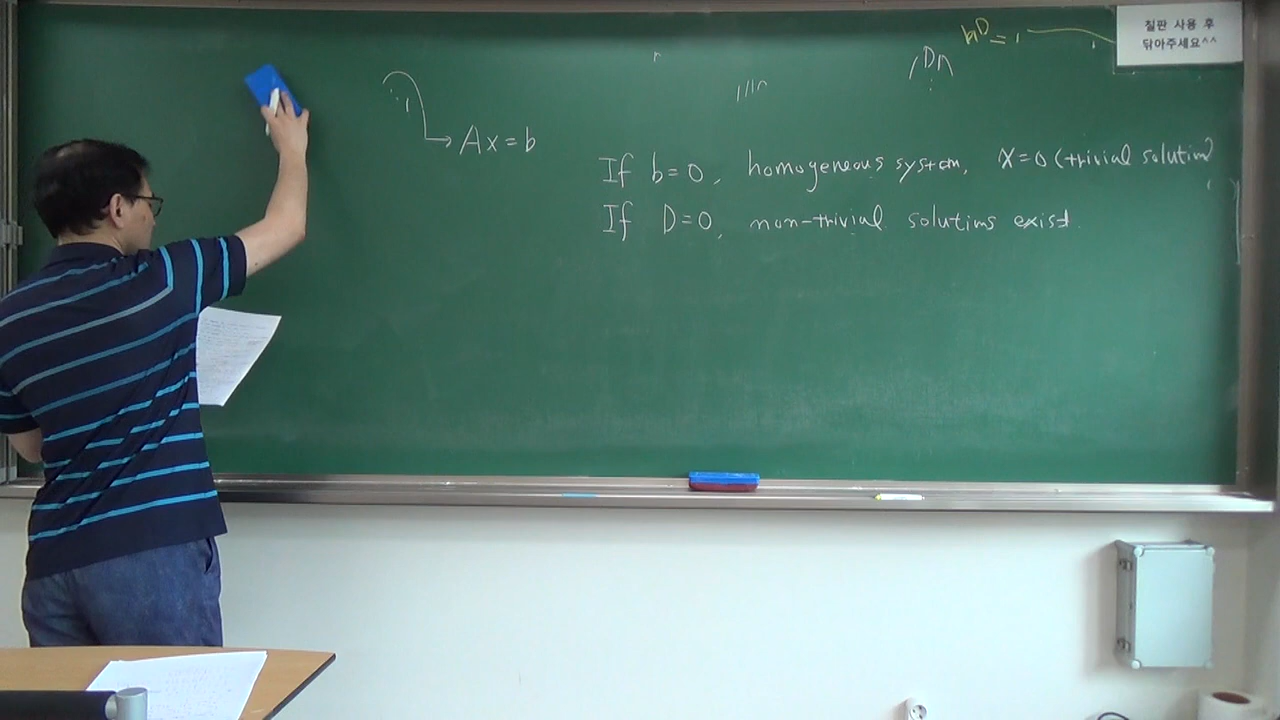 칠판 사용 후
닦아주세요^^
Ax=b
If b=0, homogeneous system, x=0 (trivial solution)
If D=0, non-trivial solutions exist.